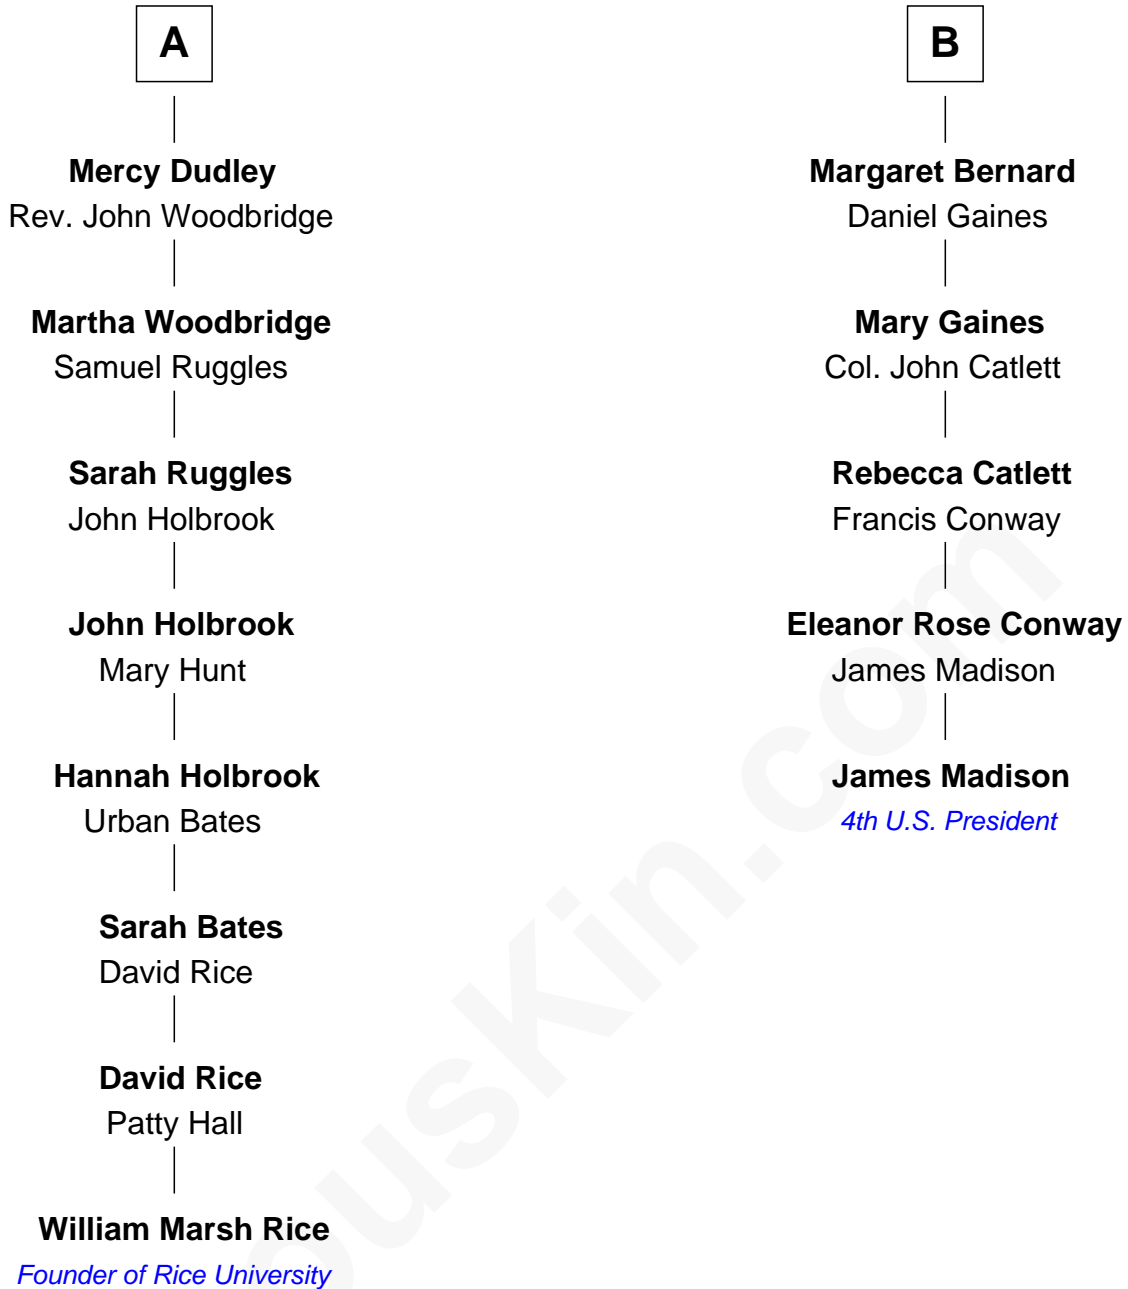 A
Mercy Dudley
Rev. John Woodbridge
Martha Woodbridge
Samuel Ruggles
Sarah Ruggles
John Holbrook
John Holbrook
Mary Hunt
Hannah Holbrook
Urban Bates
Sarah Bates
David Rice
David Rice
Patty Hall
William Marsh Rice
Founder of Rice University
B
Margaret Bernard
Daniel Gaines
Mary Gaines
Col. John Catlett
Rebecca Catlett
Francis Conway
Eleanor Rose Conway
James Madison
James Madison
4th U.S. President
ousKin.com